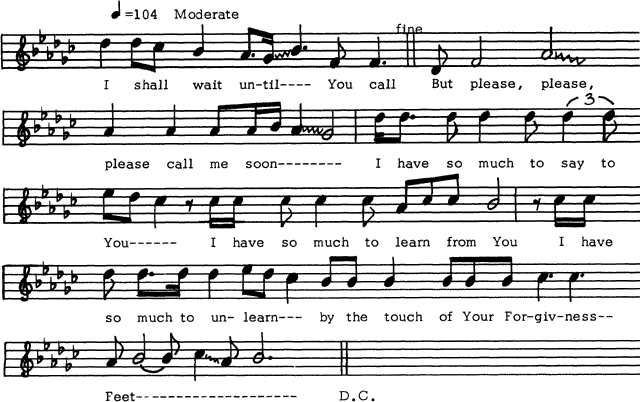 ♩=104 Moderate
fine
I shall wait un-til---- You call But please, please,
3
please call me soon-------- I have so much to say to
You------ I have so much to learn from You I have
so much to un- learn--- by the touch of Your For-giv-ness--
Feet-------------------- D.C.